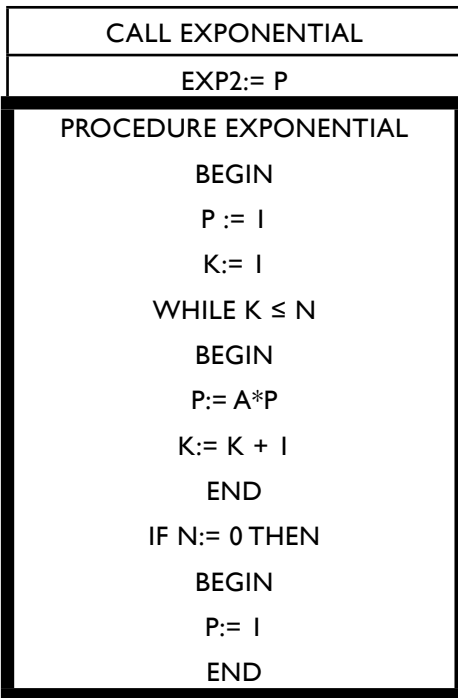 CALL EXPONENTIAL
EXP2:= P
PROCEDURE EXPONENTIAL
BEGIN
P := 1
K:= 1
WHILE K ≤ N
BEGIN
P:= A*P
K:= K + 1
END
IF N:= 0 THEN
BEGIN
P:= 1
END